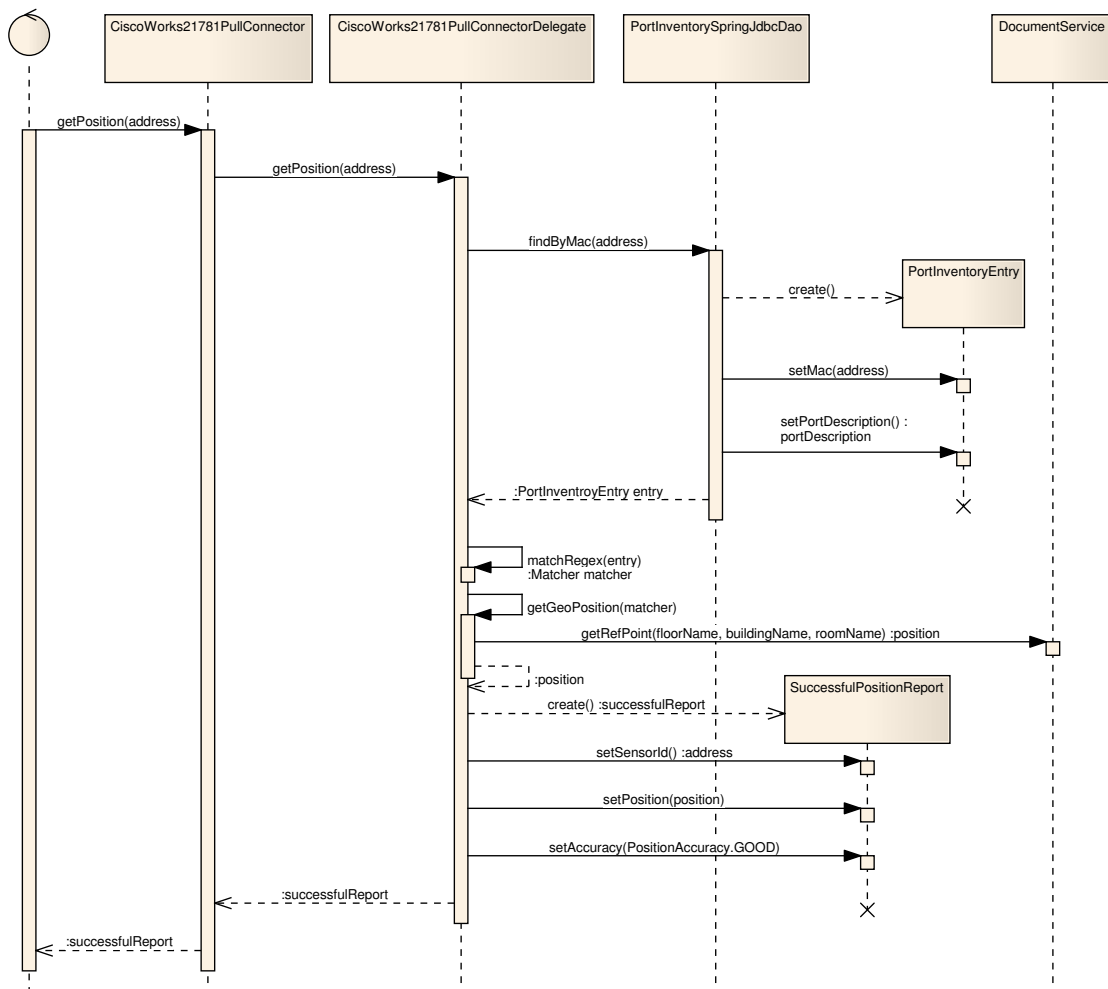 CiscoWorks21781PullConnector
CiscoWorks21781PullConnectorDelegate
PortInventorySpringJdbcDao
DocumentService
getPosition(address)
getPosition(address)
findByMac(address)
PortInventoryEntry
create()
setMac(address)
setPortDescription() :
portDescription
:PortInventroyEntry entry
matchRegex(entry)
:Matcher matcher
getGeoPosition(matcher)
getRefPoint(floorName, buildingName, roomName) :position
:position
SuccessfulPositionReport
create() :successfulReport
setSensorId() :address
setPosition(position)
setAccuracy(PositionAccuracy.GOOD)
:successfulReport
:successfulReport